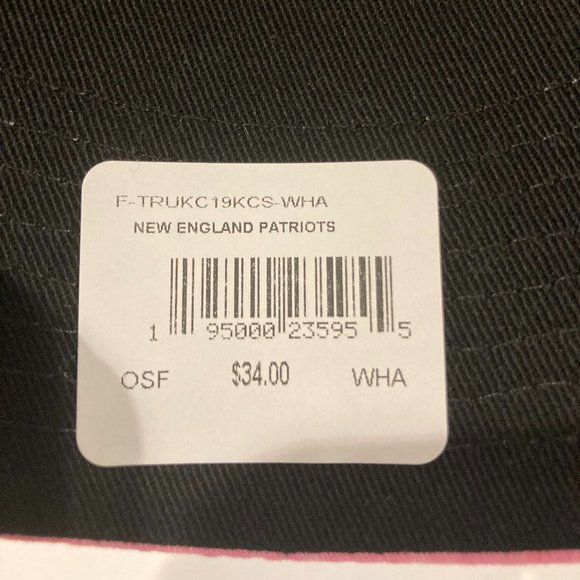 F-TRUKC19KCS-WHA
NEW ENGLAND PATRIOTS
1 95000 23595 5
OSF $34.00 WHA